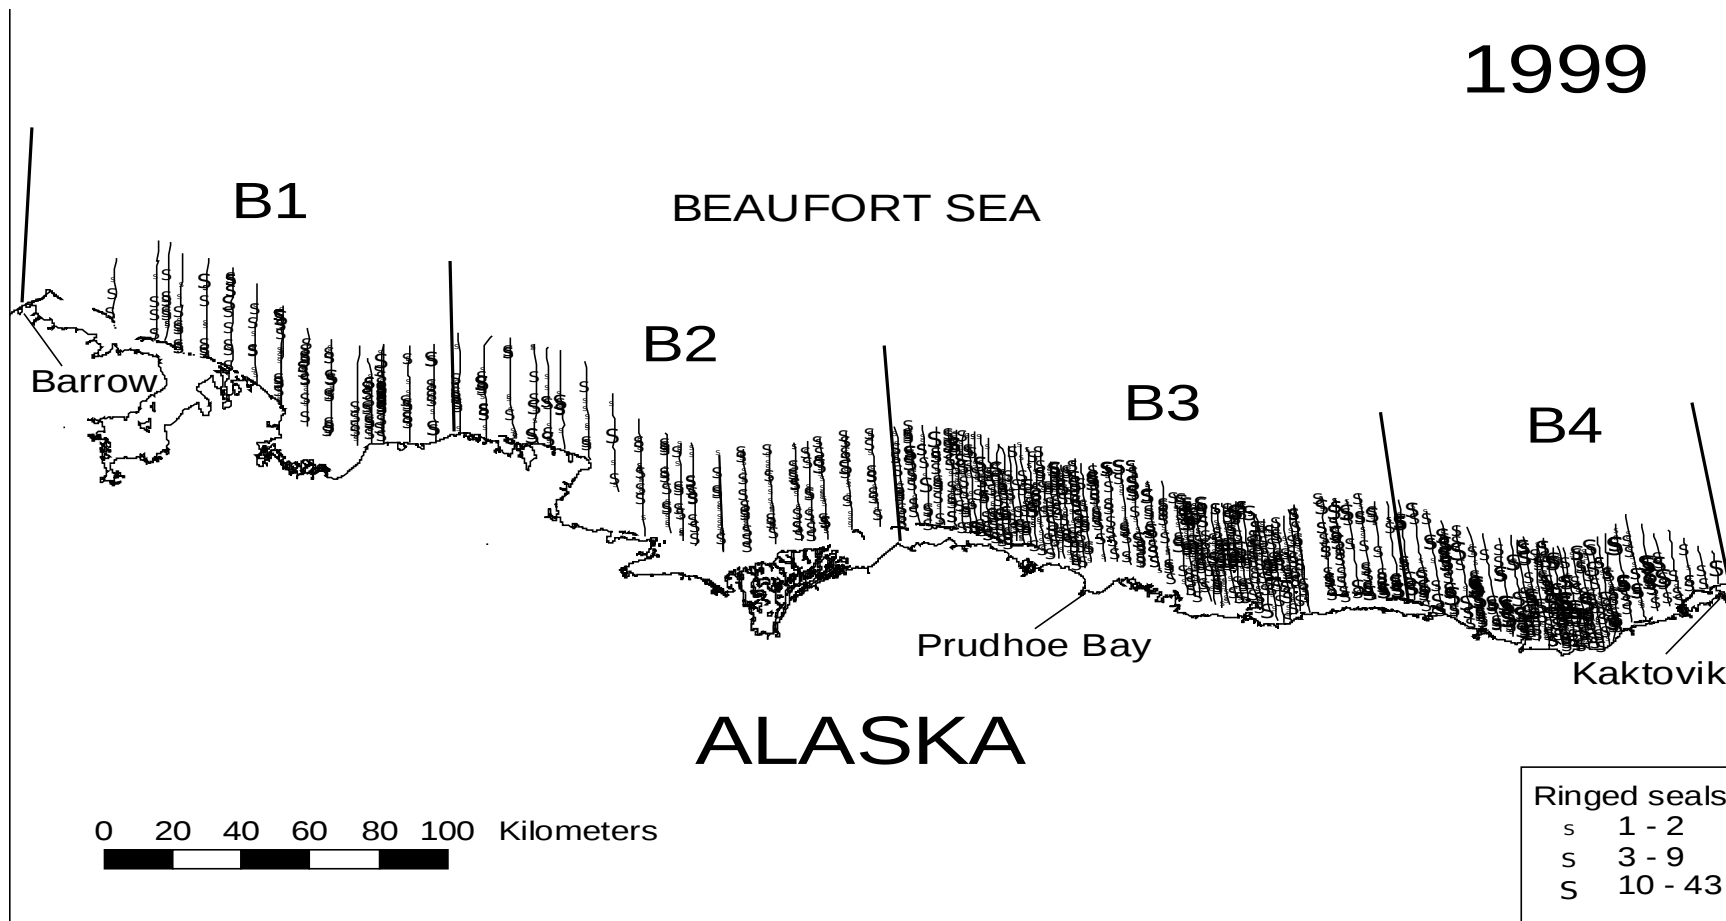 1999
B1
BEAUFORT SEA
B2
B3
B4
Barrow
Prudhoe Bay
Kaktovik
ALASKA
0 20 40 60 80 100 Kilometers
Ringed seals
s 1 - 2
s 3 - 9
s 10 - 43